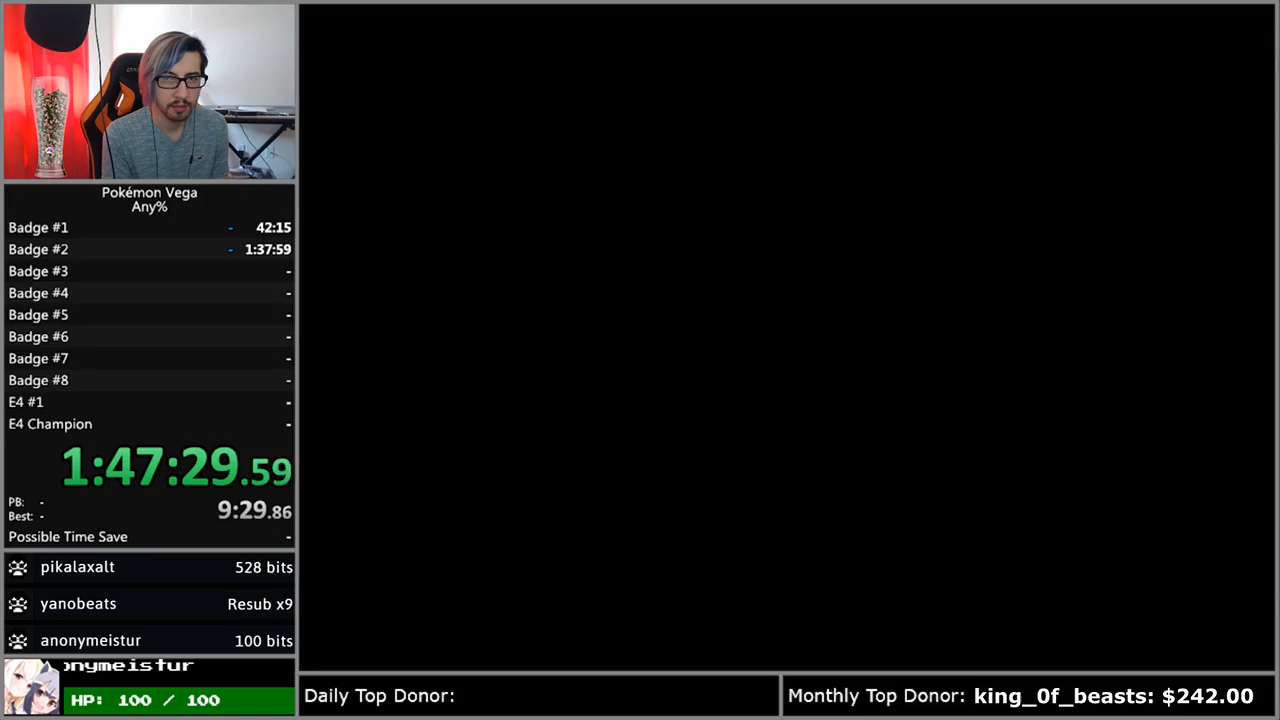 Pokémon Vega
Any%
Badge #1 - 42:15
Badge #2 - 1:37:59
Badge #3 -
Badge #4 -
Badge #5 -
Badge #6 -
Badge #7 -
Badge #8 -
E4 #1 -
E4 Champion -
1:47:29.59
PB: -
Best: -
9:29.86
Possible Time Save -
pikalaxalt 528 bits
yanobeats Resub x9
anonymeistur 100 bits
HP: 100 / 100
Daily Top Donor:
Monthly Top Donor: king_0f_beasts: $242.00